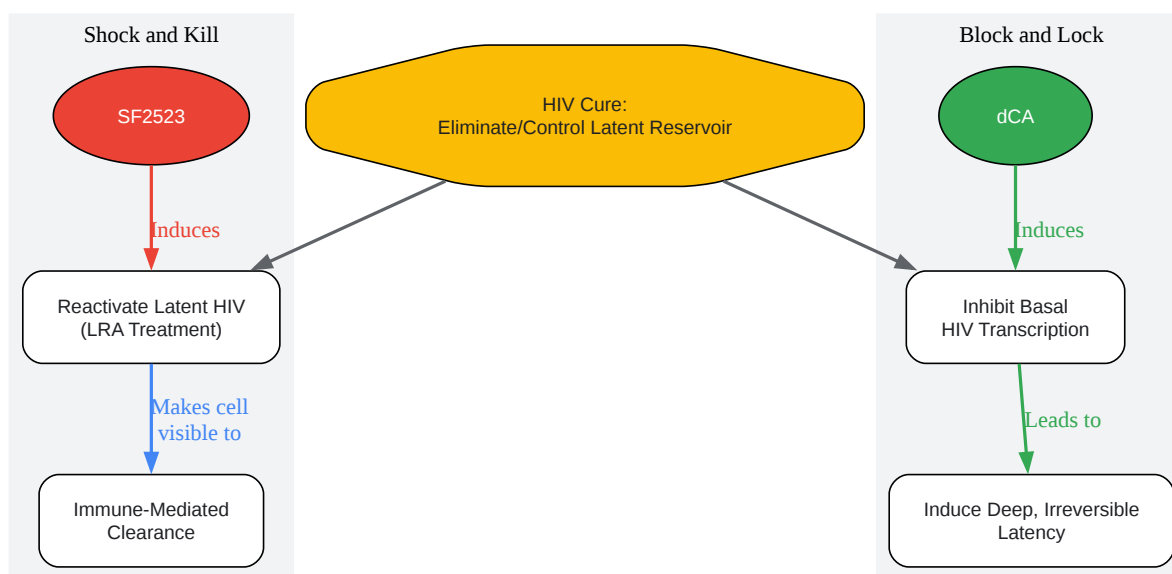 Shock and Kill
SF2523
Induces
Reactivate Latent HIV
(LRA Treatment)
Makes cell
visible to
Immune-Mediated
Clearance
HIV Cure:
Eliminate/Control Latent Reservoir
Block and Lock
dCA
Induces
Inhibit Basal
HIV Transcription
Leads to
Induce Deep, Irreversible
Latency